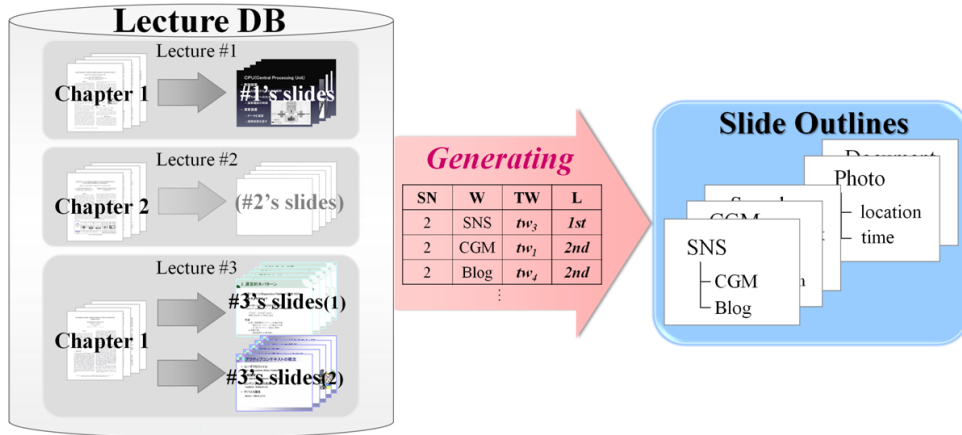 Lecture DB
Lecture #1
Chapter 1
CPU(Central Processing Unit)
#1's slides
Lecture #2
Chapter 2
(#2's slides)
Lecture #3
Chapter 1
#3's slides(1)
#3's slides(2)
Generating
SN W TW L
2 SNS tw3 1st
2 CGM tw1 2nd
2 Blog tw4 2nd
⋮
Slide Outlines
Document
Photo
location
time
CGM
SNS
CGM
Blog